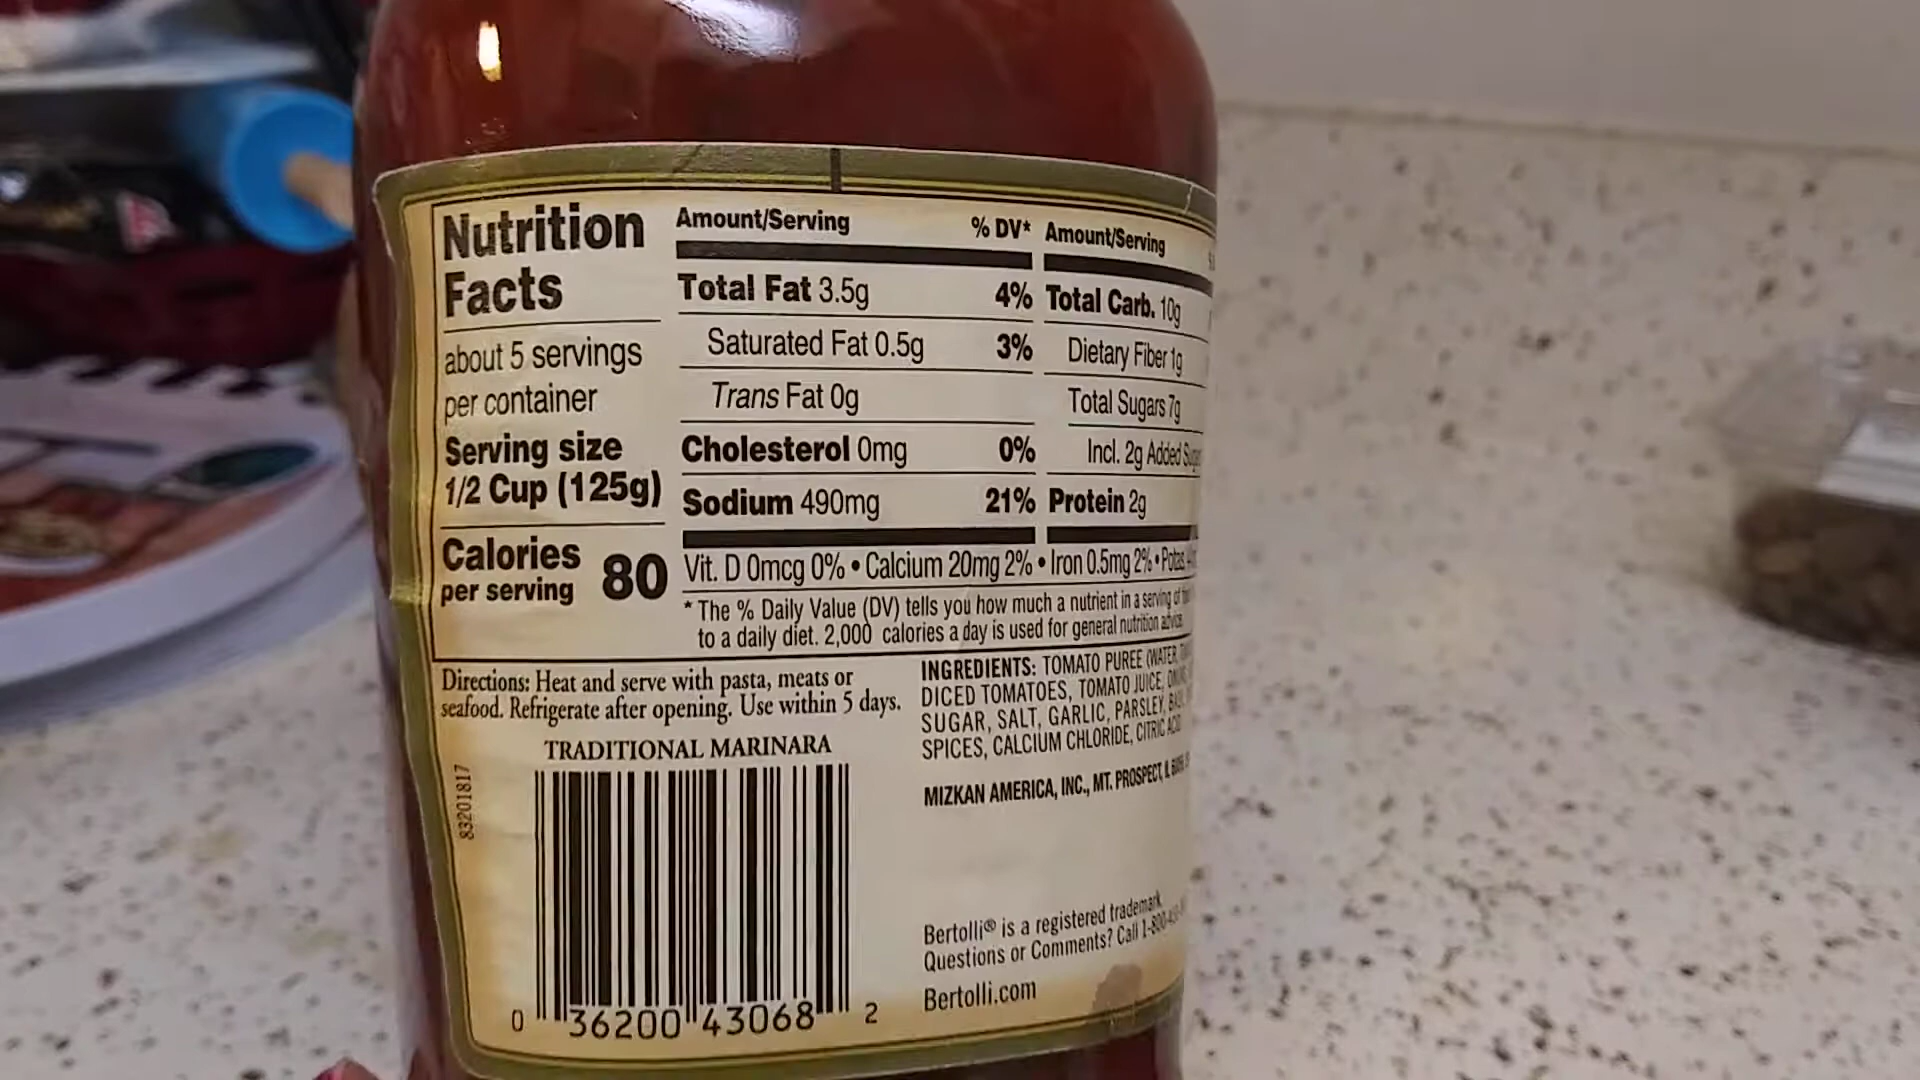 Nutrition
Facts
about 5 servings
per container
Serving size
1/2 Cup (125g)
Calories
per serving
80
Amount/Serving % DV*
Total Fat 3.5g 4%
Saturated Fat 0.5g 3%
Trans Fat 0g
Cholesterol 0mg 0%
Sodium 490mg 21%
Amount/Serving
Total Carb. 10g
Dietary Fiber 1g
Total Sugars 7g
Incl. 2g Added
Protein 2g
Vit. D 0mcg 0% • Calcium 20mg 2% • Iron 0.5mg 2% • Potas.
* The % Daily Value (DV) tells you how much a nutrient in a serving of
to a daily diet. 2,000 calories a day is used for general nutrition advice.
Directions: Heat and serve with pasta, meats or
seafood. Refrigerate after opening. Use within 5 days.
TRADITIONAL MARINARA
83201817
0 36200 43068 2
INGREDIENTS: TOMATO PUREE (WATER,
DICED TOMATOES, TOMATO JUICE,
SUGAR, SALT, GARLIC, PARSLEY,
SPICES, CALCIUM CHLORIDE, CITRIC ACID
MIZKAN AMERICA, INC., MT. PROSPECT, IL
Bertolli® is a registered trademark
Questions or Comments? Call
Bertolli.com